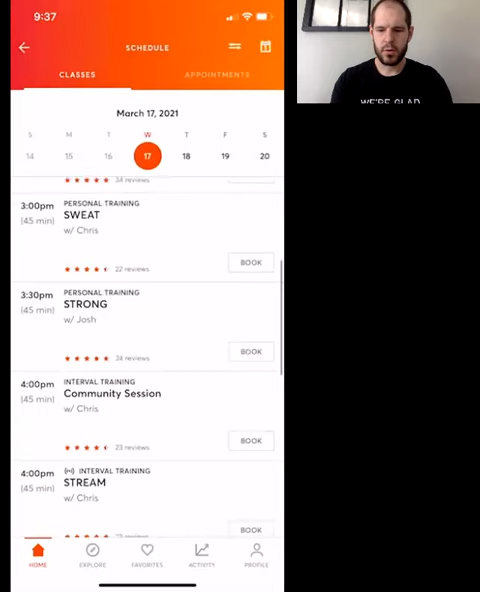 9:37
SCHEDULE
CLASSES
APPOINTMENTS
March 17, 2021
S M T W T F S
14 15 16 17 18 19 20
34 reviews
3:00pm PERSONAL TRAINING
(45 min) SWEAT
w/ Chris
22 reviews
BOOK
3:30pm PERSONAL TRAINING
(45 min) STRONG
w/ Josh
34 reviews
BOOK
4:00pm INTERVAL TRAINING
(45 min) Community Session
w/ Chris
23 reviews
BOOK
4:00pm INTERVAL TRAINING
(45 min) STREAM
w/ Chris
BOOK
HOME EXPLORE FAVORITES ACTIVITY PROFILE
WE'RE GLAD